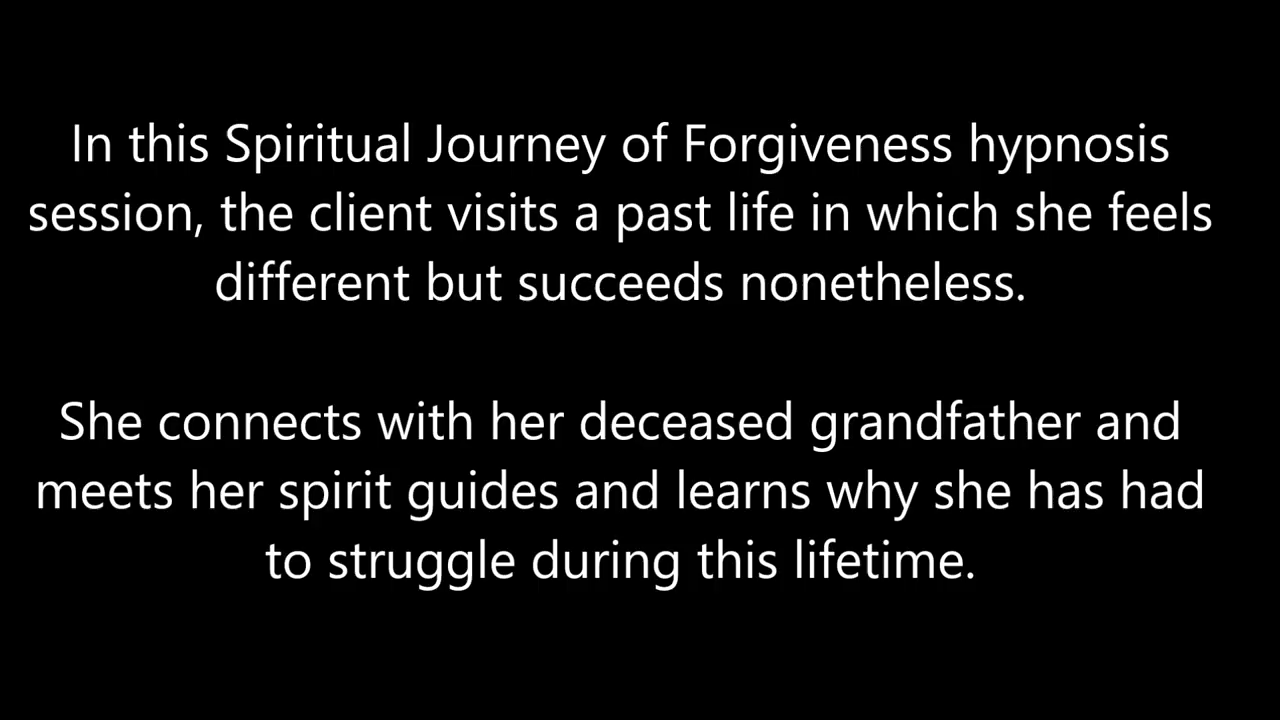 In this Spiritual Journey of Forgiveness hypnosis
session, the client visits a past life in which she feels
different but succeeds nonetheless.
She connects with her deceased grandfather and
meets her spirit guides and learns why she has had
to struggle during this lifetime.